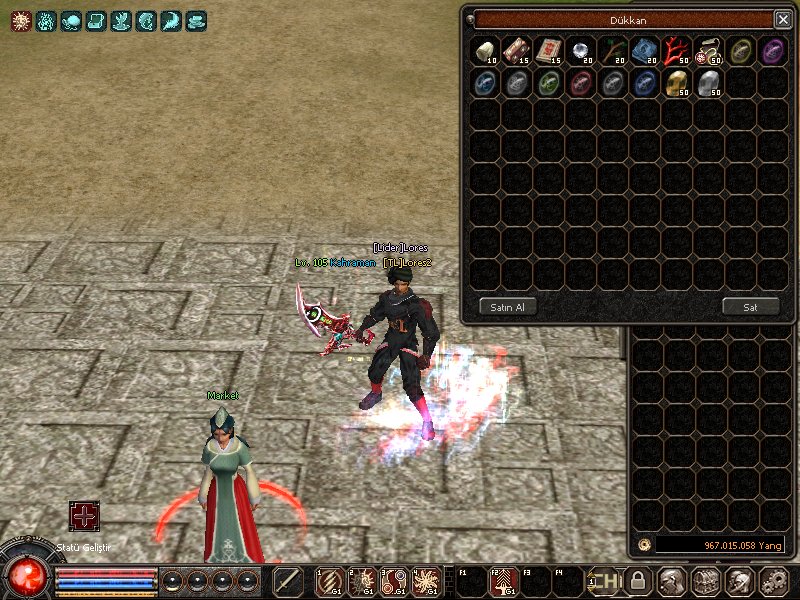 Dükkan
10 15 15 20 20 20 50 50
50 50
Satın Al
Sat
[Lider]Lores
Lv. 105 Kahraman [TL]Lores2
Market
Statü Geliştir
967.015.058 Yang
1 2 3 4 F1 F2 F3 F4 1 CH
G1 G1 G1 G1 G1